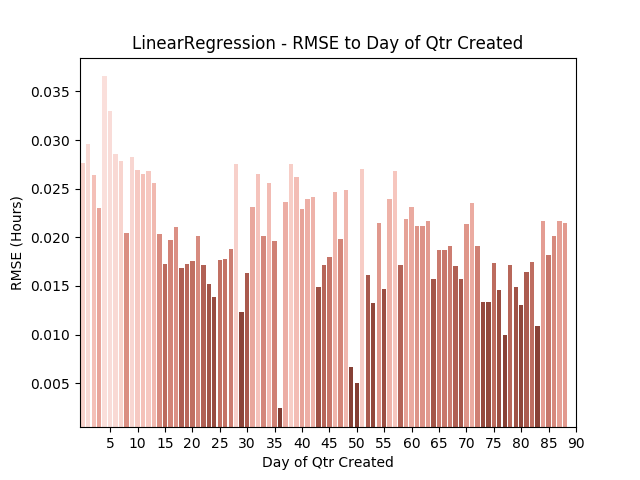 LinearRegression - RMSE to Day of Qtr Created
0.035
0.030
0.025
0.020
0.015
0.010
0.005
RMSE (Hours)
5 10 15 20 25 30 35 40 45 50 55 60 65 70 75 80 85 90
Day of Qtr Created